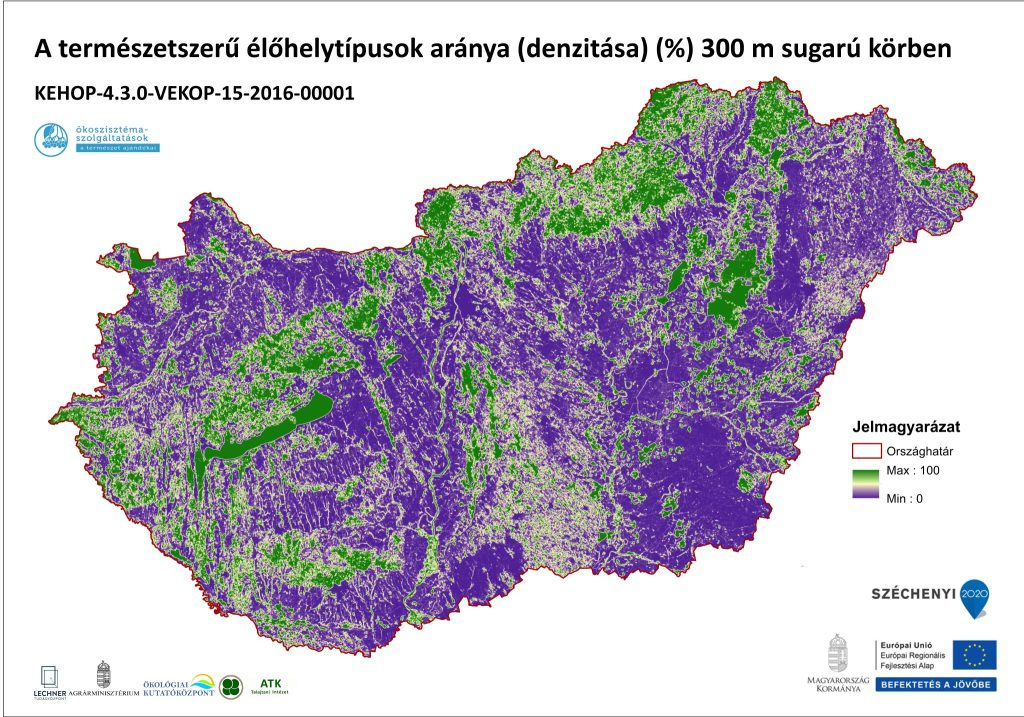 A természetszerű élőhelytípusok aránya (denzitása) (%) 300 m sugarú körben
KEHOP-4.3.0-VEKOP-15-2016-00001
ökoszisztéma-
szolgáltatások
a természet ajándékai
Jelmagyarázat
Országhatár
Max : 100
Min : 0
SZÉCHENYI 2020
MAGYARORSZÁG
KORMÁNYA
Európai Unió
Európai Regionális
Fejlesztési Alap
BEFEKTETÉS A JÖVŐBE
LECHNER
TUDÁSKÖZPONT
AGRÁRMINISZTÉRIUM
ÖKOLÓGIAI
KUTATÓKÖZPONT
ATK
Talajtani Intézet